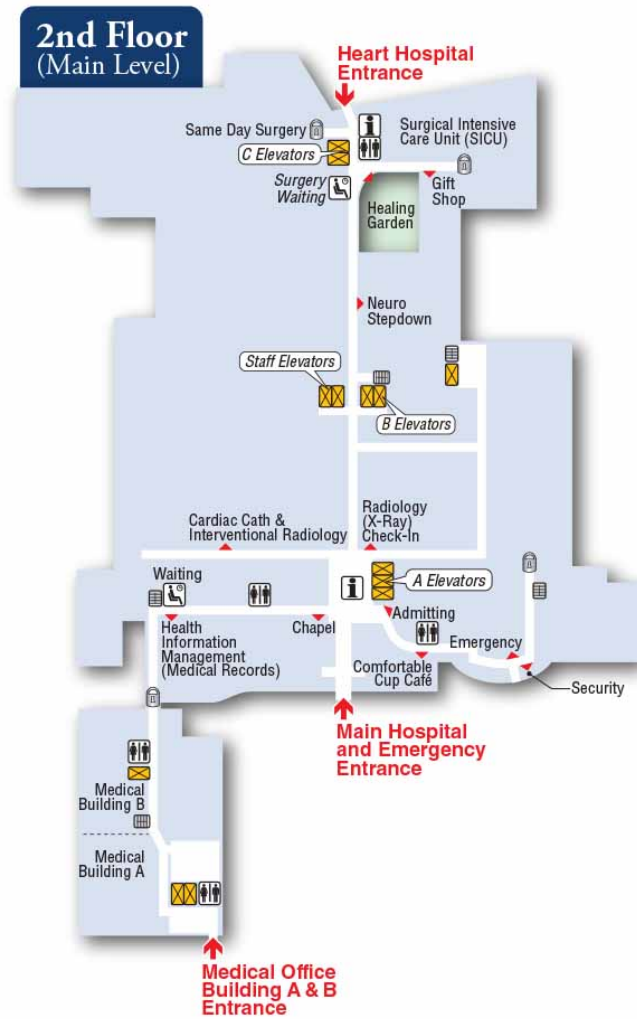 2nd Floor
(Main Level)
Heart Hospital
Entrance
Same Day Surgery
C Elevators
Surgical Intensive
Care Unit (SICU)
Surgery
Waiting
Gift
Shop
Healing
Garden
Neuro
Stepdown
Staff Elevators
B Elevators
Cardiac Cath &
Interventional Radiology
Radiology
(X-Ray)
Check-In
Waiting
A Elevators
Health
Information
Management
(Medical Records)
Chapel
Admitting
Emergency
Comfortable
Cup Café
Security
Main Hospital
and Emergency
Entrance
Medical
Building B
Medical
Building A
Medical Office
Building A & B
Entrance